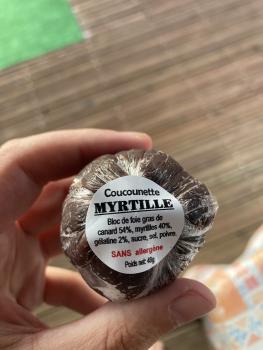 Coucounette
MYRTILLE
Bloc de foie gras de
canard 54%, myrtilles 40%,
gélatine 2%, sucre, sel, poivre.
SANS allergène
Poids net: 49g